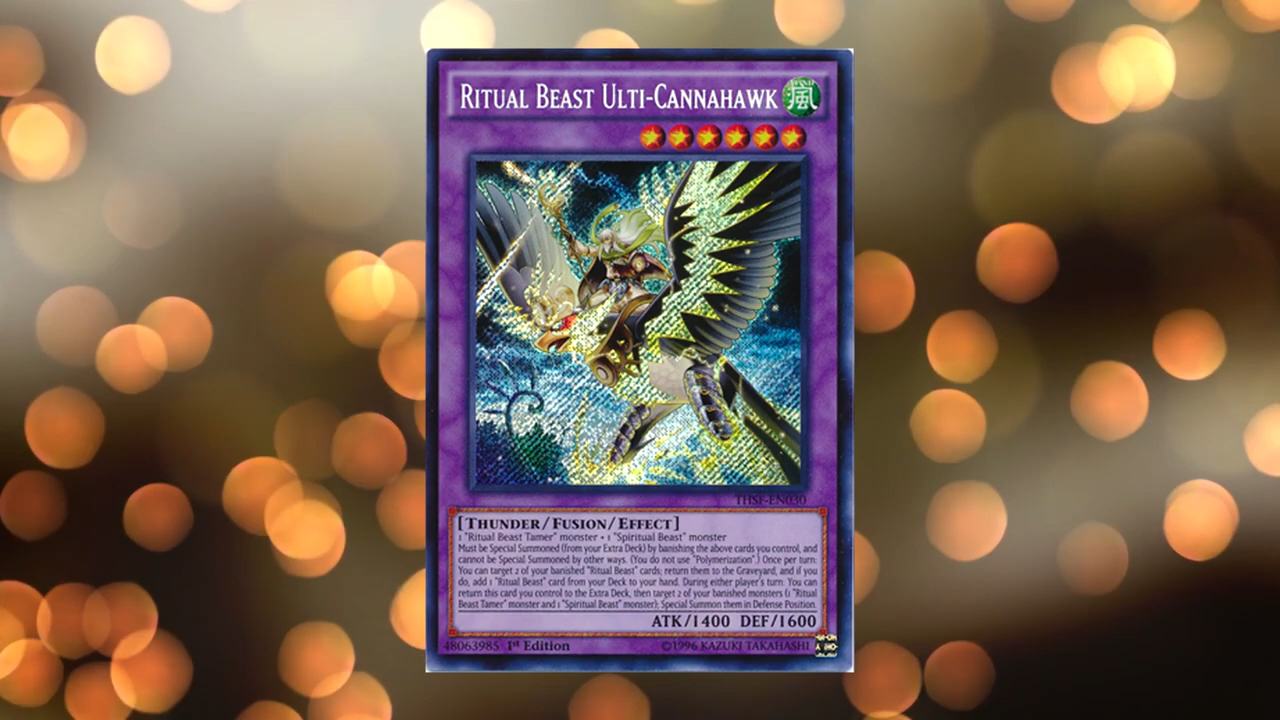 RITUAL BEAST ULTI-CANNAHAWK
WIND
風
THSF-EN030
[THUNDER/FUSION/EFFECT]
1 "Ritual Beast Tamer" monster + 1 "Spiritual Beast" monster
Must be Special Summoned (from your Extra Deck) by banishing the above cards you control, and
cannot be Special Summoned by other ways. (You do not use "Polymerization".) Once per turn:
You can target 2 of your banished "Ritual Beast" cards; return them to the Graveyard, and if you
do, add 1 "Ritual Beast" card from your Deck to your hand. During either player's turn: You can
return this card you control to the Extra Deck, then target 2 of your banished monsters (1 "Ritual
Beast Tamer" monster and 1 "Spiritual Beast" monster); Special Summon them in Defense Position.
ATK/1400 DEF/1600
48063985 1st Edition ©1996 KAZUKI TAKAHASHI